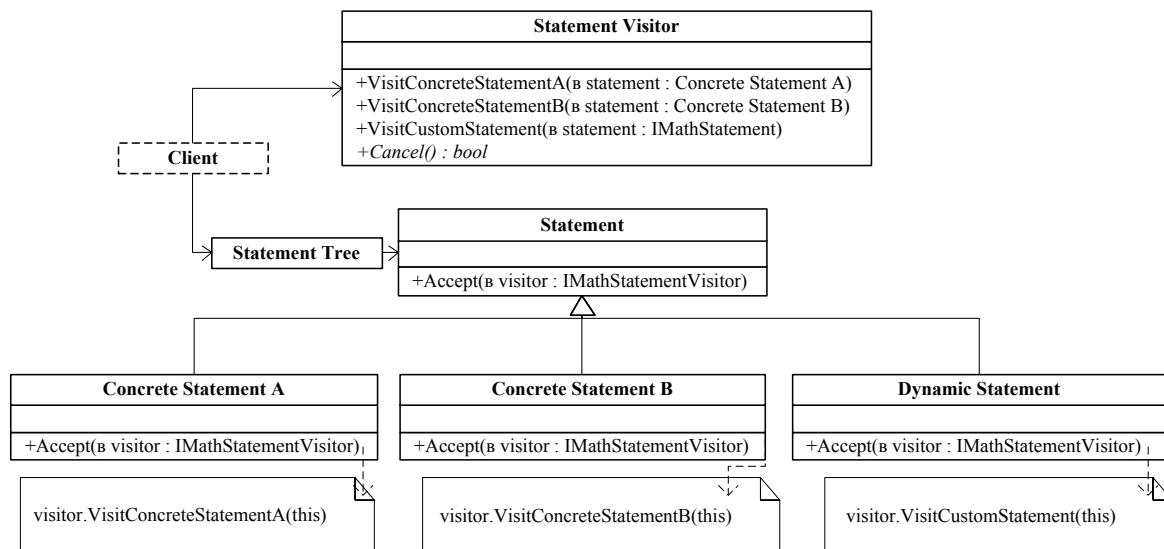 Statement Visitor
+VisitConcreteStatementA(в statement : Concrete Statement A)
+VisitConcreteStatementB(в statement : Concrete Statement B)
+VisitCustomStatement(в statement : IMathStatement)
+Cancel() : bool
Client
Statement Tree
Statement
+Accept(в visitor : IMathStatementVisitor)
Concrete Statement A
+Accept(в visitor : IMathStatementVisitor)
Concrete Statement B
+Accept(в visitor : IMathStatementVisitor)
Dynamic Statement
+Accept(в visitor : IMathStatementVisitor)
visitor.VisitConcreteStatementA(this)
visitor.VisitConcreteStatementB(this)
visitor.VisitCustomStatement(this)